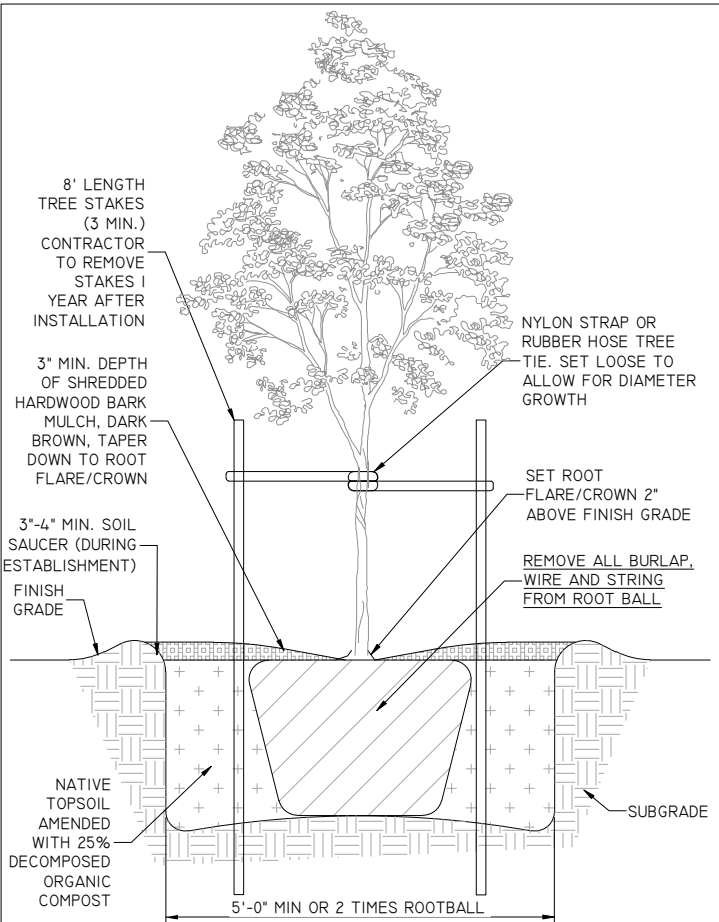 8' LENGTH
TREE STAKES
(3 MIN.)
CONTRACTOR
TO REMOVE
STAKES 1
YEAR AFTER
INSTALLATION
3" MIN. DEPTH
OF SHREDDED
HARDWOOD BARK
MULCH, DARK
BROWN, TAPER
DOWN TO ROOT
FLARE/CROWN
3"-4" MIN. SOIL
SAUCER (DURING
ESTABLISHMENT)
FINISH
GRADE
NATIVE
TOPSOIL
AMENDED
WITH 25%
DECOMPOSED
ORGANIC
COMPOST
NYLON STRAP OR
RUBBER HOSE TREE
TIE. SET LOOSE TO
ALLOW FOR DIAMETER
GROWTH
SET ROOT
FLARE/CROWN 2"
ABOVE FINISH GRADE
REMOVE ALL BURLAP,
WIRE AND STRING
FROM ROOT BALL
SUBGRADE
5'-0" MIN OR 2 TIMES ROOTBALL